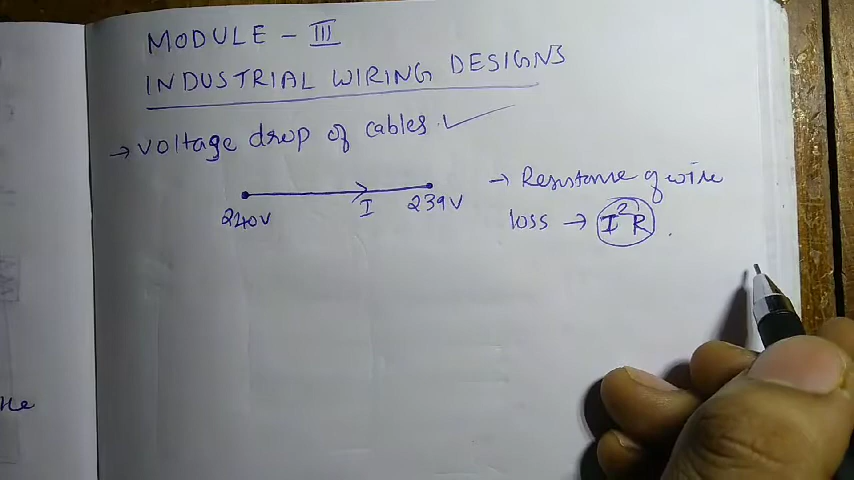 MODULE - III
INDUSTRIAL WIRING DESIGNS
→ Voltage drop of cables ✓
240V I 239V
→ Resistance of wire
loss → I²R.